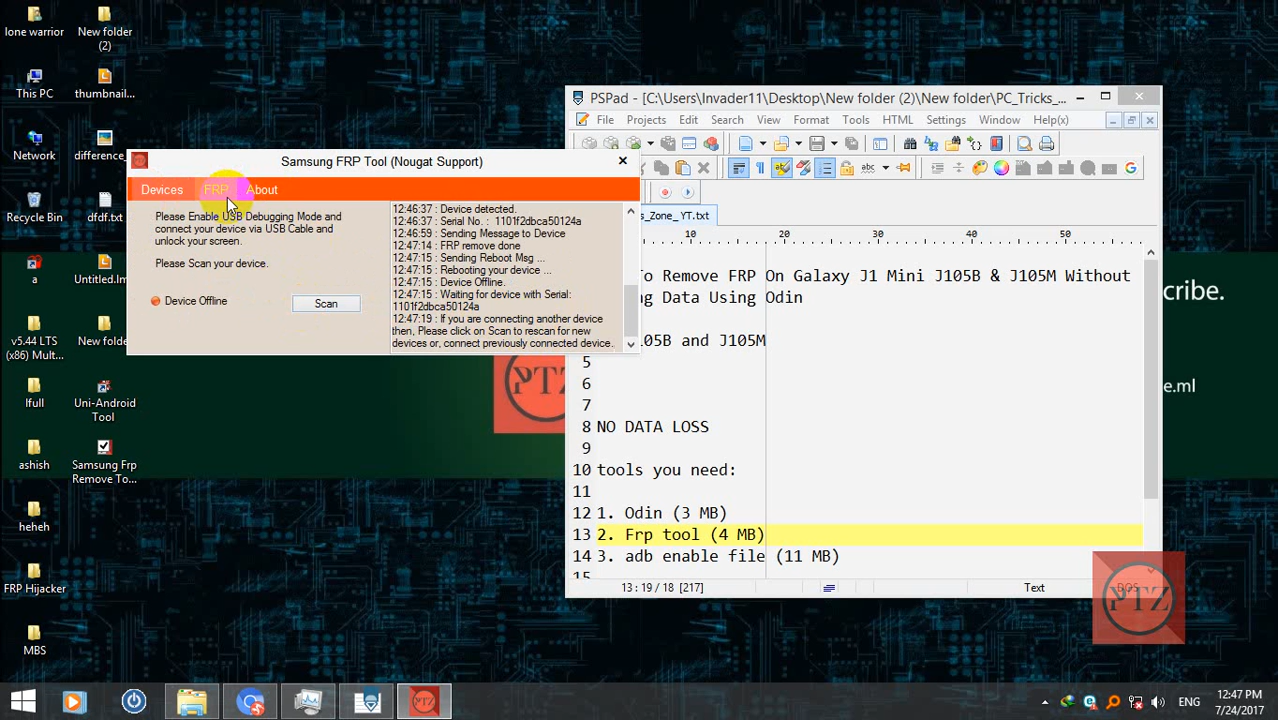 lone warrior
New folder
(2)
This PC
thumbnail...
Network
difference_
Recycle Bin
dfdf.txt
a
Untitled.lm
v5.44 LTS
(x86) Mult...
New folde
lfull
Uni-Android
Tool
ashish
Samsung Frp
Remove To...
heheh
FRP Hijacker
MBS
Samsung FRP Tool (Nougat Support)
Devices
FRP
About
Please Enable USB Debugging Mode and
connect your device via USB Cable and
unlock your screen.
Please Scan your device.
Device Offline
Scan
12:46:37 : Device detected.
12:46:37 : Serial No. : 1101f2dbca50124a
12:46:59 : Sending Message to Device
12:47:14 : FRP remove done
12:47:15 : Sending Reboot Msg ...
12:47:15 : Rebooting your device ...
12:47:15 : Device Offline.
12:47:15 : Waiting for device with Serial:
1101f2dbca50124a
12:47:19 : If you are connecting another device
then, Please click on Scan to rescan for new
devices or, connect previously connected device.
PSPad - [C:\Users\Invader11\Desktop\New folder (2)\New folder\PC_Tricks_...
File Projects Edit Search View Format Tools HTML Settings Window Help
s_Zone_YT.txt
10 20 30 40 50
To Remove FRP On Galaxy J1 Mini J105B & J105M Without
ng Data Using Odin
05B and J105M
5
6
7
8 NO DATA LOSS
9
10 tools you need:
11
12 1. Odin (3 MB)
13 2. Frp tool (4 MB)
14 3. adb enable file (11 MB)
15
13 : 19 / 18 [217]
Text
DOS
PTZ
PTZ
cribe.
e.ml
ENG
12:47 PM
7/24/2017